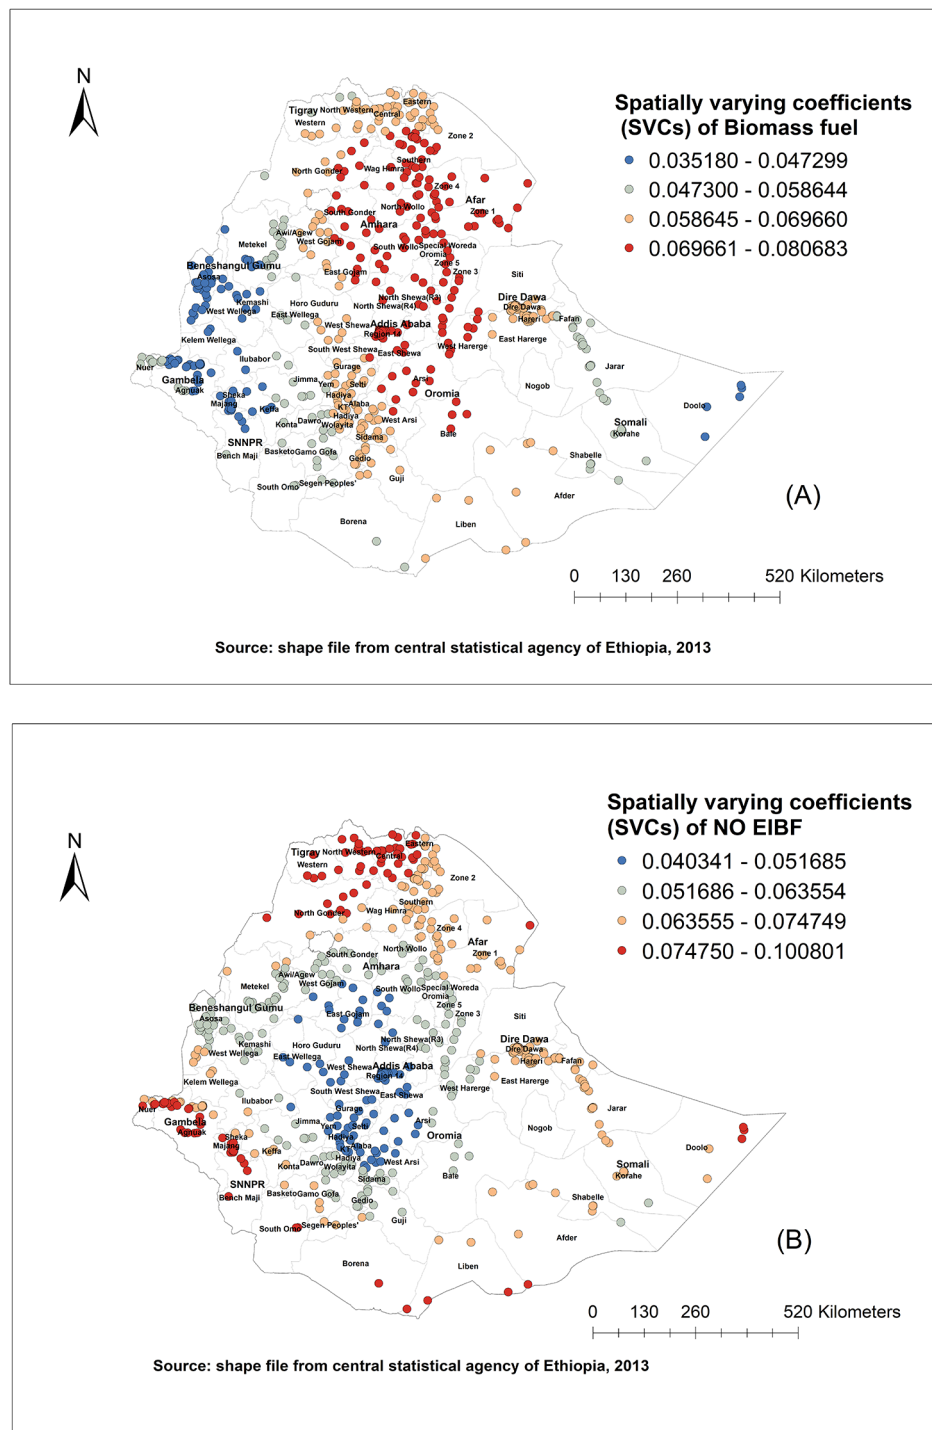 N
Spatially varying coefficients
(SVCs) of Biomass fuel
0.035180 - 0.047299
0.047300 - 0.058644
0.058645 - 0.069660
0.069661 - 0.080683
Tigray North Western Eastern
Central
Western
Zone 2
Southern
Wag Himra
North Gonder
Zone 4
Afar
North Wollo
Zone 1
South Gonder
Amhara
Awi/Agew
West Gojam
Metekel
South Wollo Special Woreda
Oromia
Zone 5
Beneshangul Gumu
Asosa
East Gojam
Zone 3
Siti
Kemashi
Horo Guduru
North Shewa(R3)
Dire Dawa
West Wellega
East Wellega
North Shewa(R4)
Dire Dawa
Hareri
Fafan
West Shewa
Addis Ababa
Region 14
Kelem Wellega
East Harerge
South West Shewa
East Shewa
West Harerge
Ilubabor
Nuer
Gurage
Jarar
Gambela
Agnuak
Jimma
Yem
Selti
Arsi
Nogob
Sheka
Majang
Keffa
Hadiya
KT
Alaba
Oromia
Doolo
Hadiya
Konta
Dawro
Wolayita
West Arsi
Somali
Korahe
Sidama
Bale
SNNPR
Bench Maji
Basketo
Gamo Gofa
Gedio
Shabelle
Guji
South Omo
Segen Peoples'
Afder
(A)
Borena
Liben
0 130 260 520 Kilometers
Source: shape file from central statistical agency of Ethiopia, 2013
N
Spatially varying coefficients
(SVCs) of NO EIBF
0.040341 - 0.051685
0.051686 - 0.063554
0.063555 - 0.074749
0.074750 - 0.100801
Tigray North Western Eastern
Central
Western
Zone 2
Southern
Wag Himra
North Gonder
Zone 4
Afar
North Wollo
Zone 1
South Gonder
Amhara
Awi/Agew
West Gojam
Metekel
South Wollo Special Woreda
Oromia
Zone 5
Beneshangul Gumu
Asosa
East Gojam
Zone 3
Siti
Kemashi
Horo Guduru
North Shewa(R3)
Dire Dawa
West Wellega
East Wellega
North Shewa(R4)
Dire Dawa
Hareri
Fafan
West Shewa
Addis Ababa
Region 14
Kelem Wellega
East Harerge
South West Shewa
East Shewa
West Harerge
Ilubabor
Nuer
Gurage
Jarar
Gambela
Agnuak
Jimma
Yem
Selti
Arsi
Nogob
Sheka
Majang
Keffa
Hadiya
KT
Alaba
Oromia
Doolo
Hadiya
Konta
Dawro
Wolayita
West Arsi
Somali
Korahe
Sidama
Bale
SNNPR
Bench Maji
Basketo
Gamo Gofa
Gedio
Shabelle
Guji
South Omo
Segen Peoples'
Afder
(B)
Borena
Liben
0 130 260 520 Kilometers
Source: shape file from central statistical agency of Ethiopia, 2013